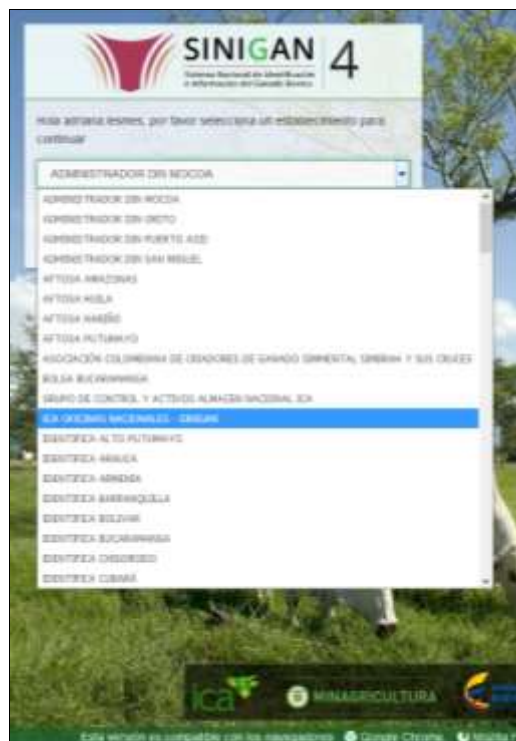 SINIGAN 4
Sistema Nacional de Identificación
e Información del Ganado Bovino
Hola adriana lesmes, por favor selecciona un establecimiento para
continuar
ADMINISTRADOR DIN MOCOA
ADMINISTRADOR DIN MOCOA
ADMINISTRADOR DIN ORITO
ADMINISTRADOR DIN PUERTO ASIS
ADMINISTRADOR DIN SAN MIGUEL
AFTOSA AMAZONAS
AFTOSA HUILA
AFTOSA NARIÑO
AFTOSA PUTUMAYO
ASOCIACIÓN COLOMBIANA DE CRIADORES DE GANADO SIMMENTAL SIMBRAH Y SUS CRUCES
BOLSA BUCARAMANGA
GRUPO DE CONTROL Y ACTIVOS ALMACEN NACIONAL ICA
ICA OFICINAS NACIONALES - SINIGAN
IDENTIFICA ALTO PUTUMAYO
IDENTIFICA ARAUCA
IDENTIFICA ARMENIA
IDENTIFICA BARRANQUILLA
IDENTIFICA BOLIVAR
IDENTIFICA BUCARAMANGA
IDENTIFICA CHIGORODO
IDENTIFICA CUBARÁ
ica
MINAGRICULTURA
Esta versión es compatible con los navegadores Google Chrome, Mozilla